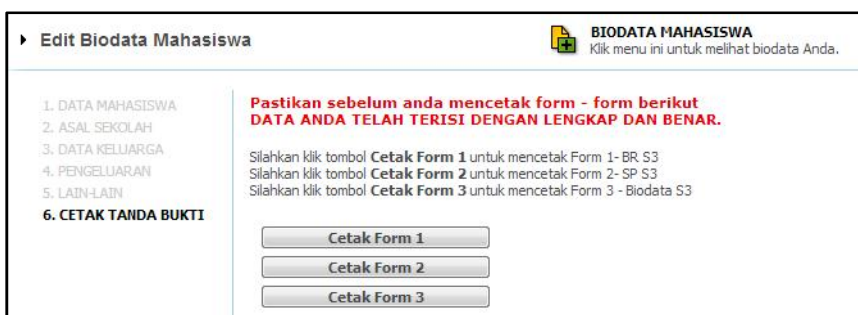 Edit Biodata Mahasiswa
BIODATA MAHASISWA
Klik menu ini untuk melihat biodata Anda.
1. DATA MAHASISWA
2. ASAL SEKOLAH
3. DATA KELUARGA
4. PENGELUARAN
5. LAIN-LAIN
6. CETAK TANDA BUKTI
Pastikan sebelum anda mencetak form - form berikut
DATA ANDA TELAH TERISI DENGAN LENGKAP DAN BENAR.
Silahkan klik tombol Cetak Form 1 untuk mencetak Form 1- BR S3
Silahkan klik tombol Cetak Form 2 untuk mencetak Form 2- SP S3
Silahkan klik tombol Cetak Form 3 untuk mencetak Form 3 - Biodata S3
Cetak Form 1
Cetak Form 2
Cetak Form 3